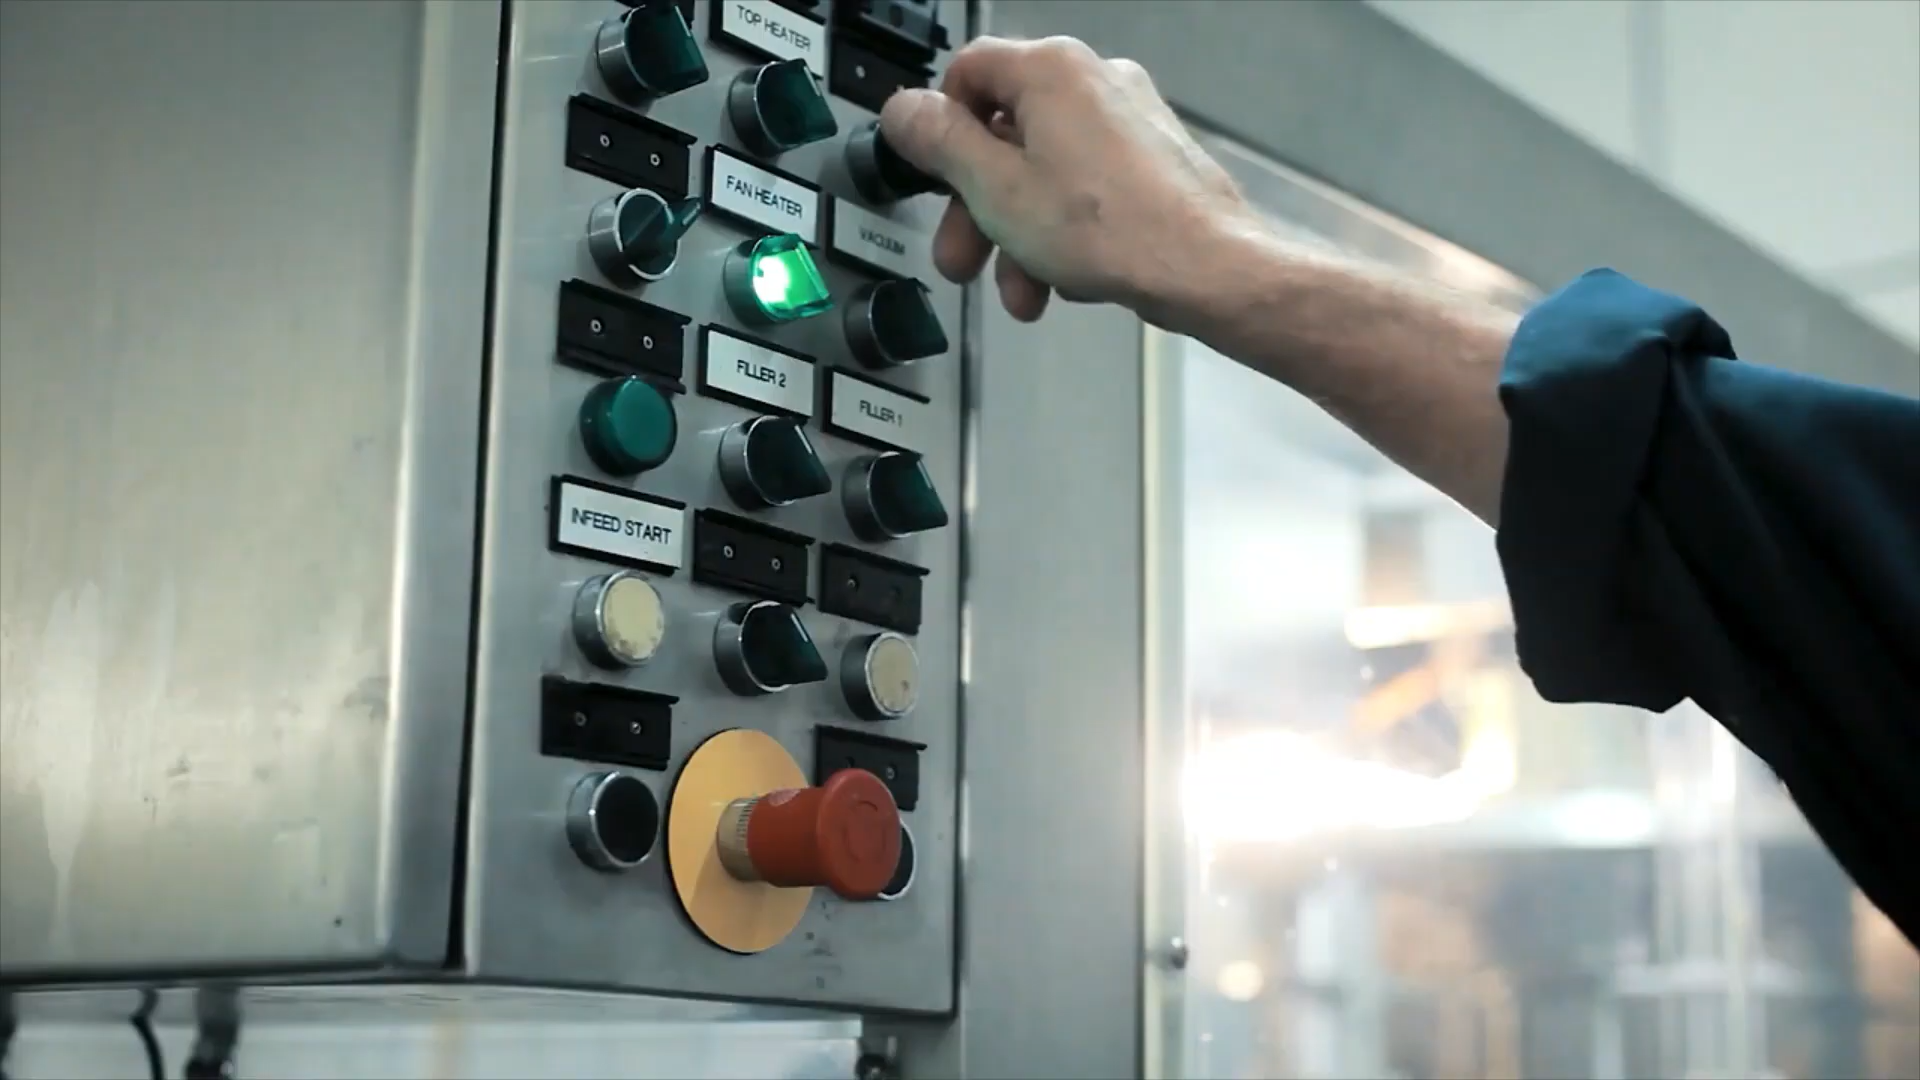 TOP HEATER
FAN HEATER
VACUUM
FILLER 2
FILLER 1
INFEED START